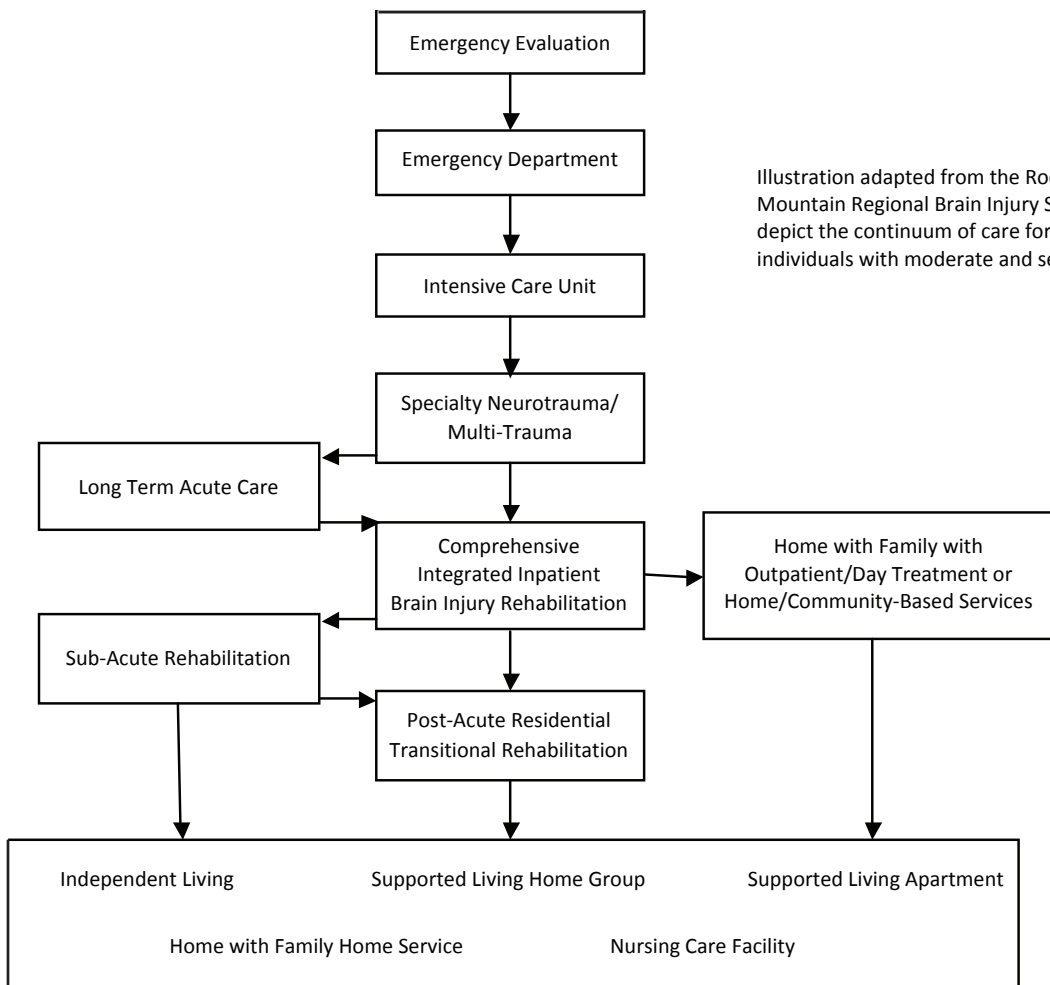 Emergency Evaluation
Emergency Department
Illustration adapted from the
Mountain Regional Brain Injury
depict the continuum of care for
individuals with moderate and
Intensive Care Unit
Specialty Neurotrauma/
Multi-Trauma
Long Term Acute Care
Comprehensive
Integrated Inpatient
Brain Injury Rehabilitation
Home with Family with
Outpatient/Day Treatment or
Home/Community-Based Services
Sub-Acute Rehabilitation
Post-Acute Residential
Transitional Rehabilitation
Independent Living
Supported Living Home Group
Supported Living Apartment
Home with Family Home Service
Nursing Care Facility